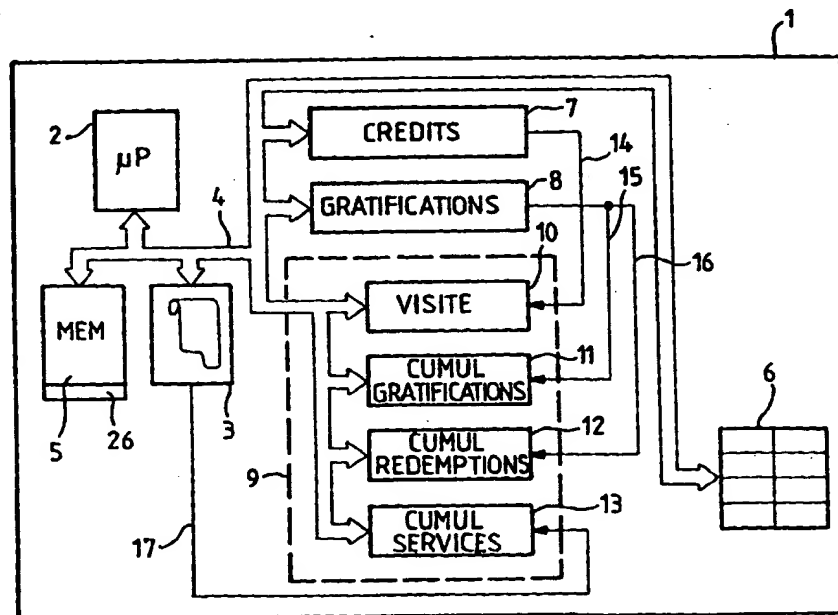 1
2
µP
4
MEM
5
26
3
CREDITS
7
14
GRATIFICATIONS
8
15
16
10
VISITE
11
CUMUL
GRATIFICATIONS
12
CUMUL
REDEMPTIONS
9
13
CUMUL
SERVICES
6
17